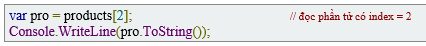 var pro = products[2]; // đọc phần tử có index = 2
Console.WriteLine(pro.ToString());